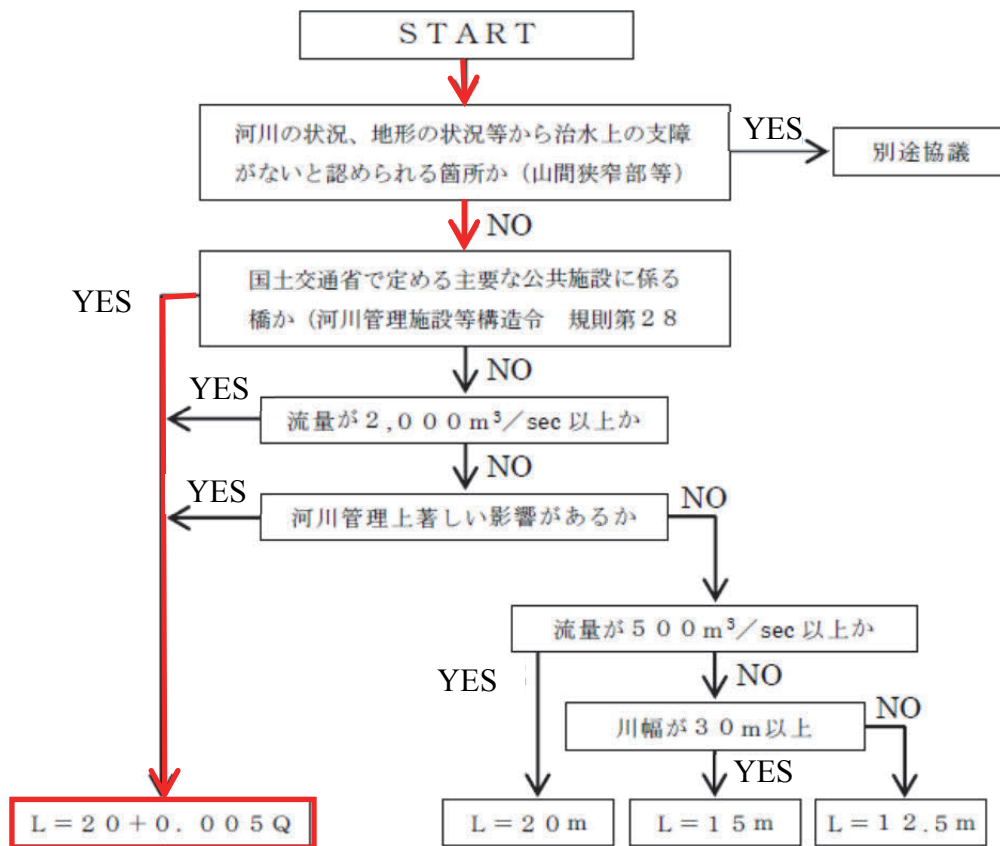 START
河川の状況、地形の状況等から治水上の支障
がないと認められる箇所か（山間狭窄部等）
YES
別途協議
NO
国土交通省で定める主要な公共施設に係る
橋か（河川管理施設等構造令　規則第２８
YES
NO
流量が２,０００m³／sec以上か
YES
NO
河川管理上著しい影響があるか
YES
NO
流量が５００m³／sec以上か
YES
NO
川幅が３０m以上
NO
YES
L＝20＋0.005Q
L＝20m
L＝15m
L＝12.5m